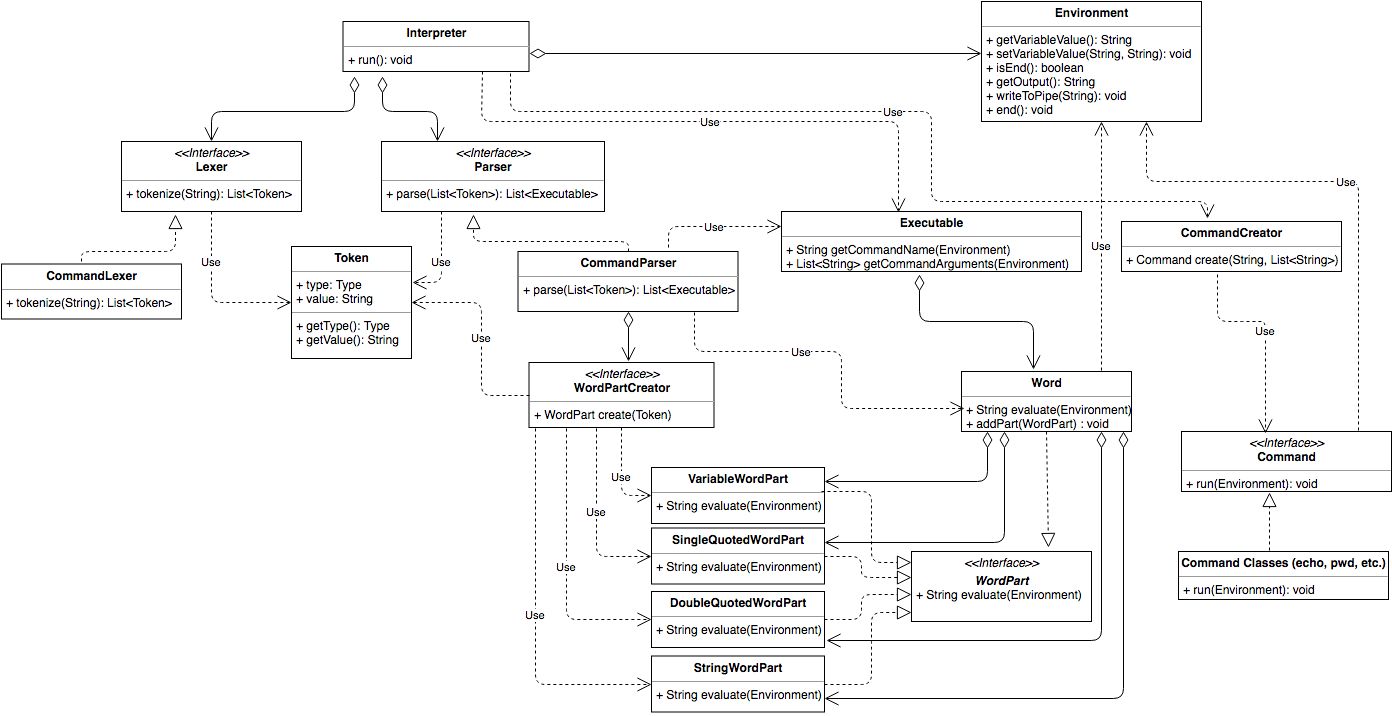 Interpreter
+ run(): void
Environment
+ getVariableValue(): String
+ setVariableValue(String, String): void
+ isEnd(): boolean
+ getOutput(): String
+ writeToPipe(String): void
+ end(): void
Use
Use
<<Interface>>
Lexer
+ tokenize(String): List<Token>
<<Interface>>
Parser
+ parse(List<Token>): List<Executable>
Use
Executable
+ String getCommandName(Environment)
+ List<String> getCommandArguments(Environment)
CommandCreator
+ Command create(String, List<String>)
CommandLexer
+ tokenize(String): List<Token>
Use
Token
+ type: Type
+ value: String
+ getType(): Type
+ getValue(): String
Use
Use
CommandParser
+ parse(List<Token>): List<Executable>
Use
Use
Use
Use
Use
<<Interface>>
WordPartCreator
+ WordPart create(Token)
Word
+ String evaluate(Environment)
+ addPart(WordPart) : void
<<Interface>>
Command
+ run(Environment): void
Use
VariableWordPart
+ String evaluate(Environment)
Use
SingleQuotedWordPart
+ String evaluate(Environment)
Use
DoubleQuotedWordPart
+ String evaluate(Environment)
Use
StringWordPart
+ String evaluate(Environment)
<<Interface>>
WordPart
+ String evaluate(Environment)
Command Classes (echo, pwd, etc.)
+ run(Environment): void